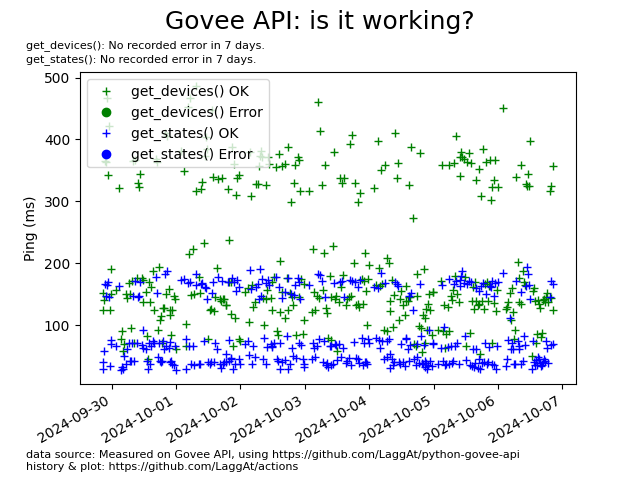 Govee API: is it working?
get_devices(): No recorded error in 7 days.
get_states(): No recorded error in 7 days.
500
400
300
200
100
Ping (ms)
get_devices() OK
get_devices() Error
get_states() OK
get_states() Error
2024-09-30
2024-10-01
2024-10-02
2024-10-03
2024-10-04
2024-10-05
2024-10-06
2024-10-07
data source: Measured on Govee API, using https://github.com/LaggAt/python-govee-api
history & plot: https://github.com/LaggAt/actions